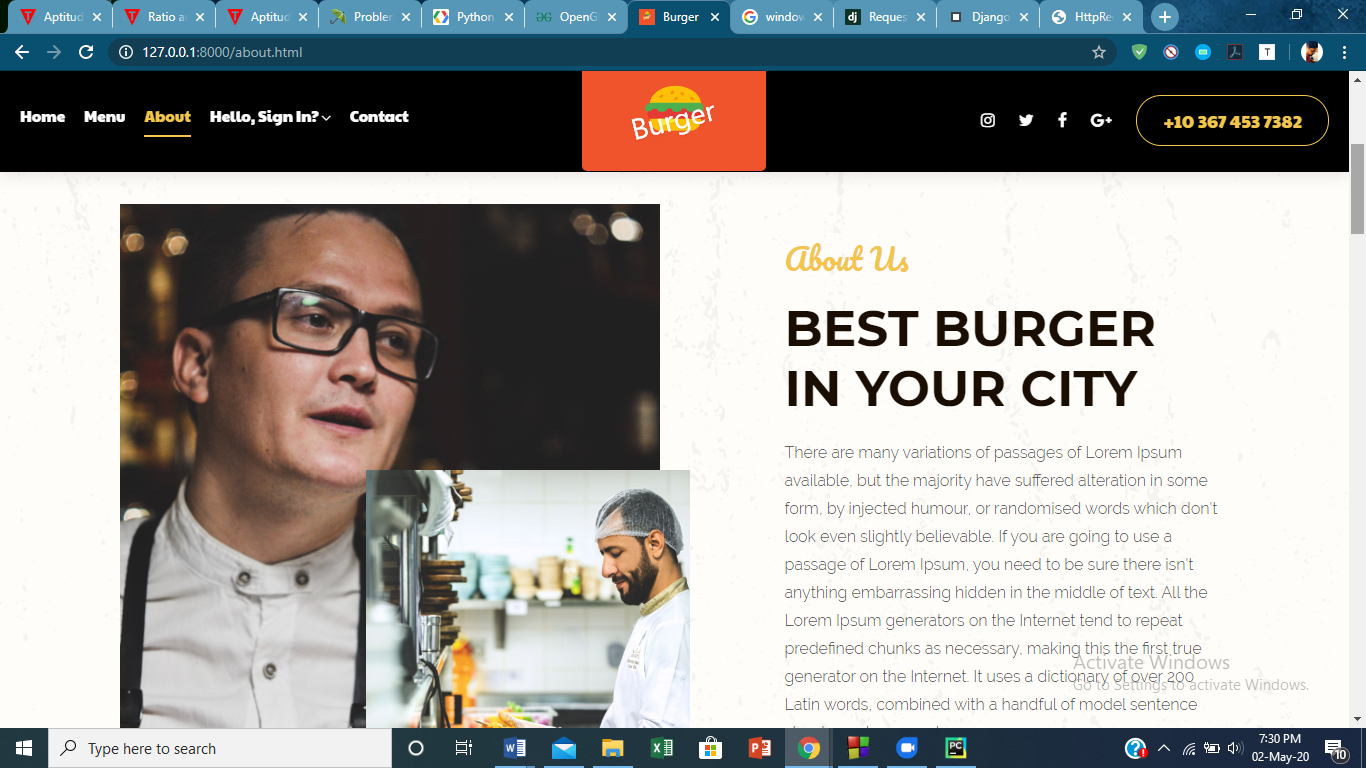 Aptitud
Ratio a
Aptitud
Probler
Python
OpenG
Burger
window
Reques
Django
HttpRe
127.0.0.1:8000/about.html
Home
Menu
About
Hello, Sign In?
Contact
Burger
+10 367 453 7382
About Us
BEST BURGER
IN YOUR CITY
There are many variations of passages of Lorem Ipsum
available, but the majority have suffered alteration in some
form, by injected humour, or randomised words which don't
look even slightly believable. If you are going to use a
passage of Lorem Ipsum, you need to be sure there isn't
anything embarrassing hidden in the middle of text. All the
Lorem Ipsum generators on the Internet tend to repeat
predefined chunks as necessary, making this the first true
generator on the Internet. It uses a dictionary of over 200
Latin words, combined with a handful of model sentence
Activate Windows
Go to Settings to activate Windows.
Type here to search
7:30 PM
02-May-20
10